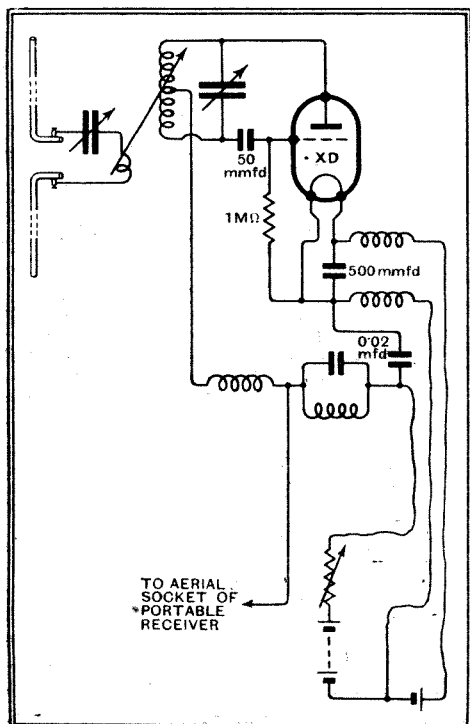 50
mmfd
XD
1MΩ
500 mmfd
0·02
mfd
TO AERIAL
SOCKET OF
PORTABLE
RECEIVER